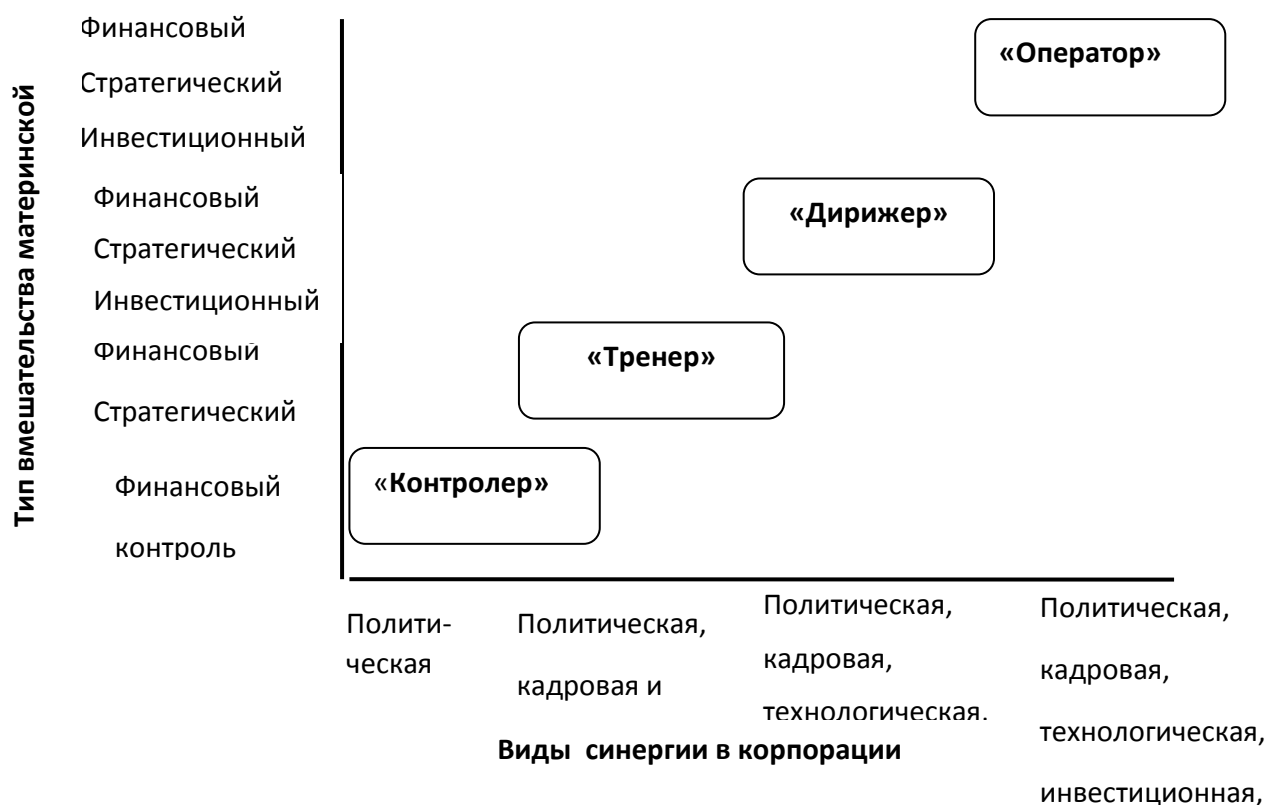 Тип вмешательства материнской
Финансовый
Стратегический
Инвестиционный
Финансовый
Стратегический
Инвестиционный
Финансовый
Стратегический
Финансовый
контроль
«Оператор»
«Дирижер»
«Тренер»
«Контролер»
Полити-
ческая
Политическая,
кадровая и
Политическая,
кадровая,
технологическая,
Политическая,
кадровая,
технологическая,
инвестиционная,
Виды синергии в корпорации